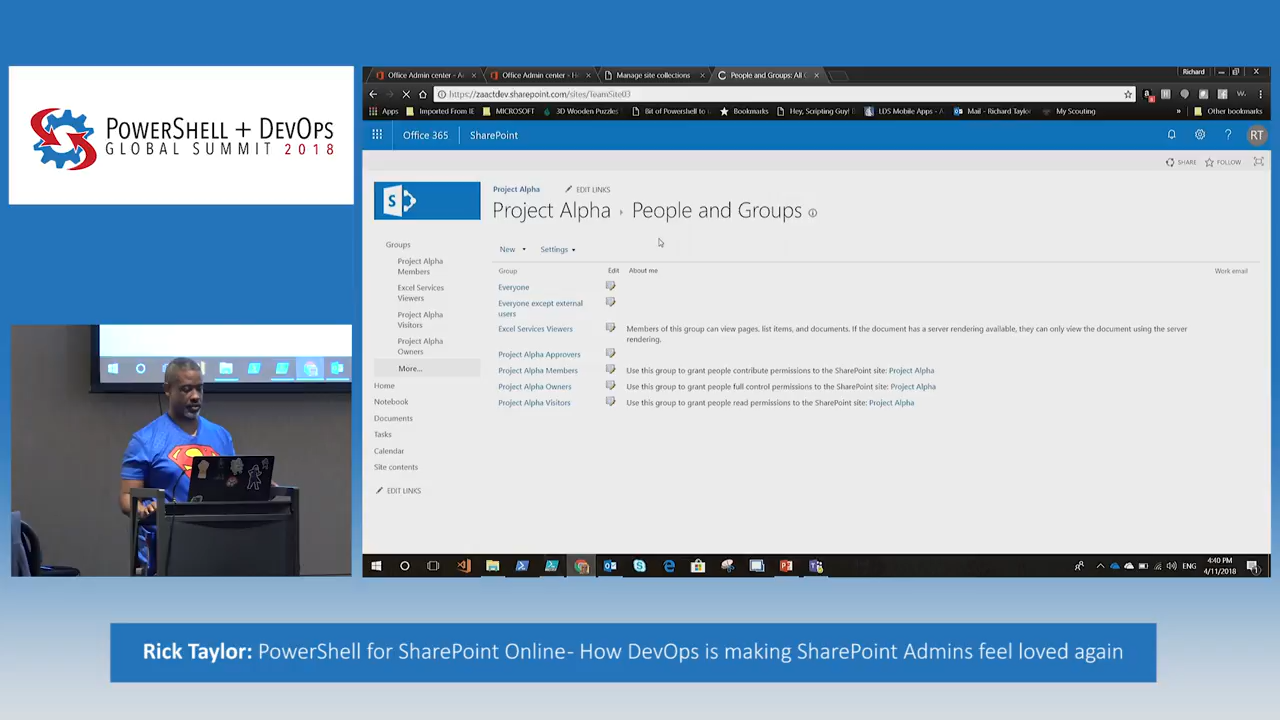 POWERSHELL + DEVOPS
GLOBAL SUMMIT 2018
Office Admin center - A
Office Admin center - H
Manage site collections
People and Groups: All
Richard
https://zaactdev.sharepoint.com/sites/TeamSite03
Apps
Imported From IE
MICROSOFT
3D Wooden Puzzles
Bit of Powershell to
Bookmarks
Hey, Scripting Guy!
LDS Mobile Apps - A
Mail - Richard Taylor
My Scouting
»
Other bookmarks
Office 365
SharePoint
?
RT
SHARE
FOLLOW
S
Project Alpha
EDIT LINKS
Project Alpha
People and Groups
Groups
Project Alpha
Members
Excel Services
Viewers
Project Alpha
Visitors
Project Alpha
Owners
More...
Home
Notebook
Documents
Tasks
Calendar
Site contents
EDIT LINKS
New
Settings
Group
Edit
About me
Work email
Everyone
Everyone except external
users
Excel Services Viewers
Members of this group can view pages, list items, and documents. If the document has a server rendering available, they can only view the document using the server
rendering.
Project Alpha Approvers
Project Alpha Members
Use this group to grant people contribute permissions to the SharePoint site: Project Alpha
Project Alpha Owners
Use this group to grant people full control permissions to the SharePoint site: Project Alpha
Project Alpha Visitors
Use this group to grant people read permissions to the SharePoint site: Project Alpha
ENG
4:40 PM
4/11/2018
Rick Taylor: PowerShell for SharePoint Online- How DevOps is making SharePoint Admins feel loved again